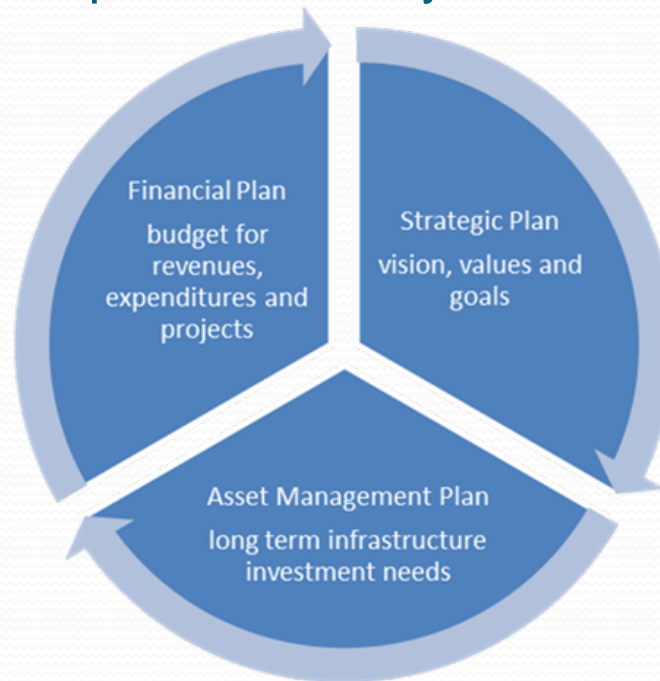 Financial Plan
budget for
revenues,
expenditures and
projects
Strategic Plan
vision, values and
goals
Asset Management Plan
long term infrastructure
investment needs